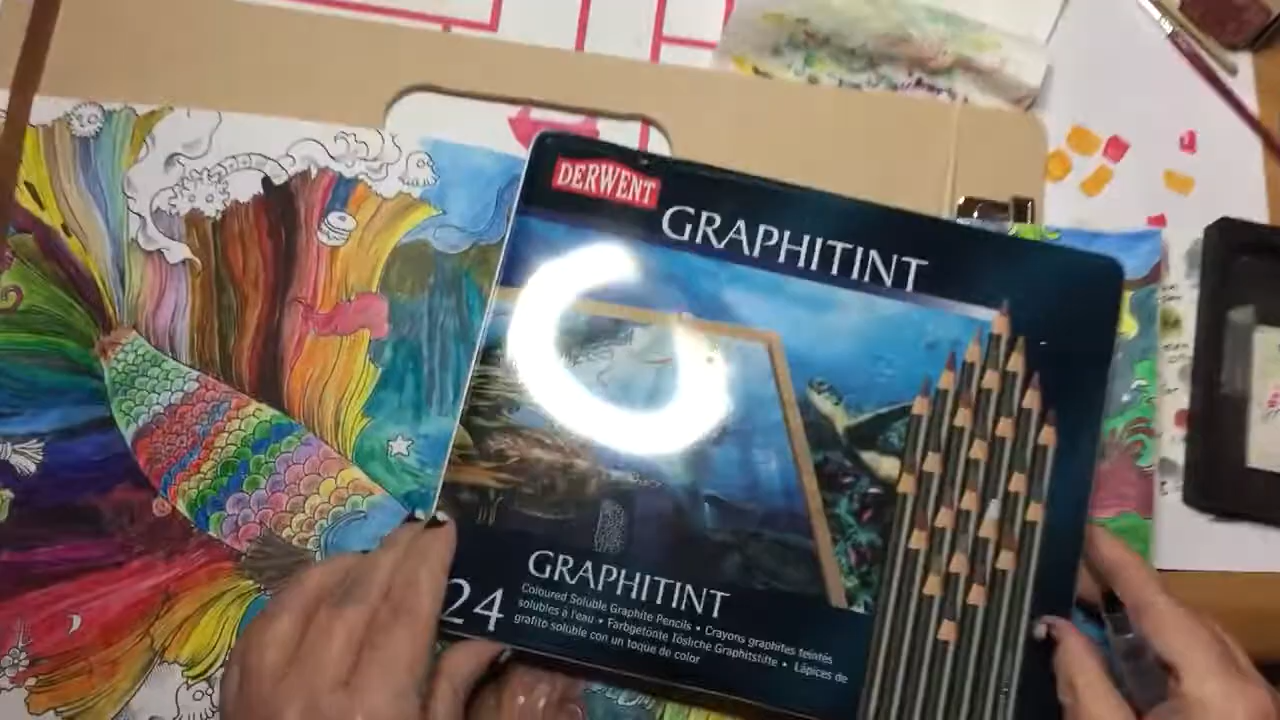 DERWENT
GRAPHITINT
GRAPHITINT
24
Coloured Soluble Graphite Pencils • Crayons graphites teintés
solubles à l'eau • Farbgetönte lösliche Graphitstifte • Lápices de
grafito soluble con un toque de color